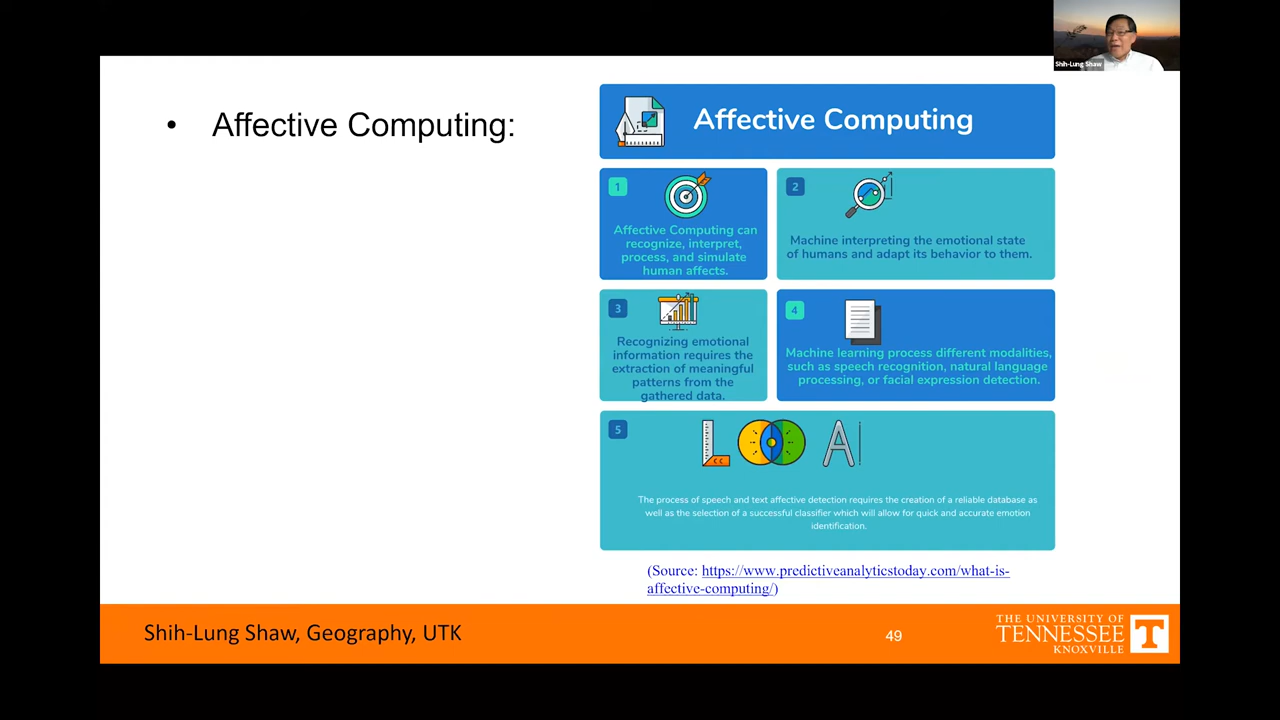 Shih-Lung Shaw
• Affective Computing:
Affective Computing
1
Affective Computing can
recognize, interpret,
process, and simulate
human affects.
2
Machine interpreting the emotional state
of humans and adapt its behavior to them.
3
Recognizing emotional
information requires the
extraction of meaningful
patterns from the
gathered data.
4
Machine learning process different modalities,
such as speech recognition, natural language
processing, or facial expression detection.
5
The process of speech and text affective detection requires the creation of a reliable database as
well as the selection of a successful classifier which will allow for quick and accurate emotion
identification.
(Source: https://www.predictiveanalyticstoday.com/what-is-
affective-computing/)
Shih-Lung Shaw, Geography, UTK
49
THE UNIVERSITY OF
TENNESSEE
KNOXVILLE
T